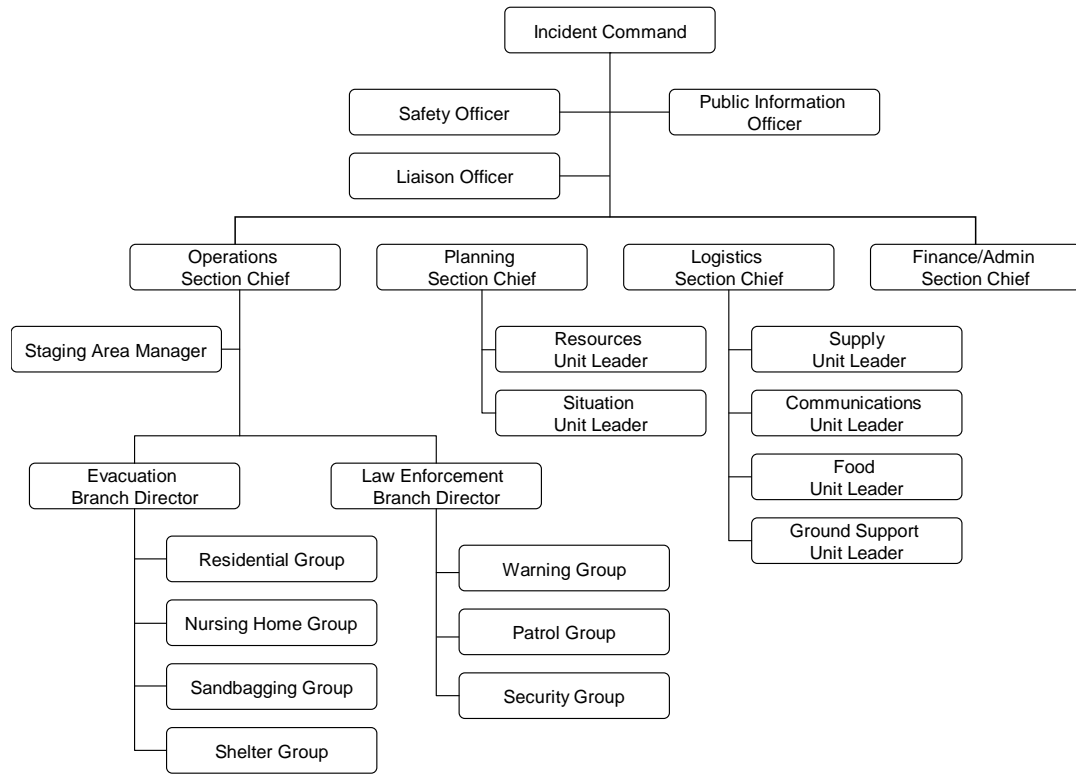 Incident Command
Safety Officer
Public Information
Officer
Liaison Officer
Operations
Section Chief
Planning
Section Chief
Logistics
Section Chief
Finance/Admin
Section Chief
Staging Area Manager
Resources
Unit Leader
Situation
Unit Leader
Supply
Unit Leader
Communications
Unit Leader
Food
Unit Leader
Ground Support
Unit Leader
Evacuation
Branch Director
Law Enforcement
Branch Director
Residential Group
Nursing Home Group
Sandbagging Group
Shelter Group
Warning Group
Patrol Group
Security Group